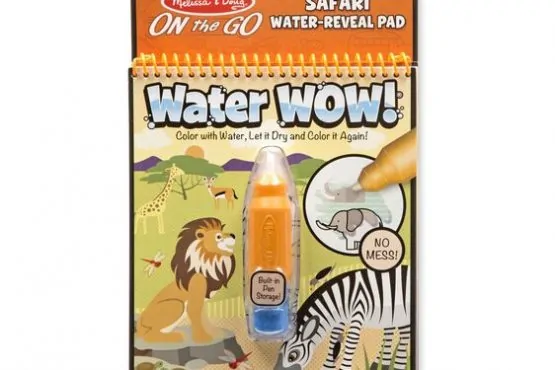 Melissa & Doug
ON the GO
SAFARI
WATER-REVEAL PAD
Water WOW!
Color with Water, Let it Dry and Color it Again!
NO
MESS!
Built-in
Pen
Storage!